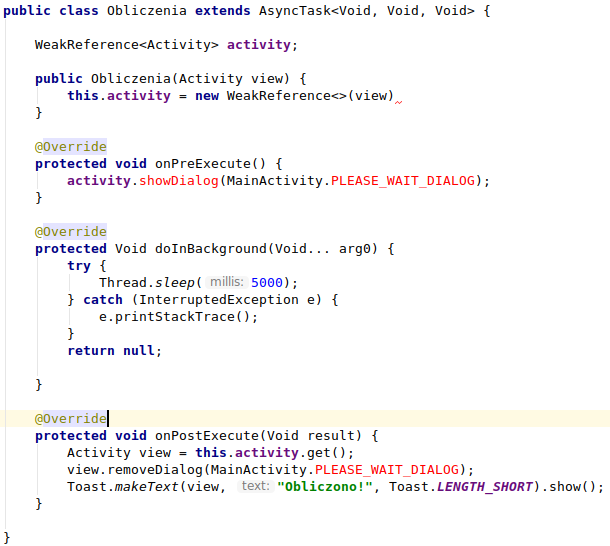 public class Obliczenia extends AsyncTask<Void, Void, Void> {
WeakReference<Activity> activity;
public Obliczenia(Activity view) {
this.activity = new WeakReference<>(view)
}
@Override
protected void onPreExecute() {
activity.showDialog(MainActivity.PLEASE_WAIT_DIALOG);
}
@Override
protected Void doInBackground(Void... arg0) {
try {
Thread.sleep( millis: 5000);
} catch (InterruptedException e) {
e.printStackTrace();
}
return null;
}
@Override
protected void onPostExecute(Void result) {
Activity view = this.activity.get();
view.removeDialog(MainActivity.PLEASE_WAIT_DIALOG);
Toast.makeText(view, text: "Obliczono!", Toast.LENGTH_SHORT).show();
}
}